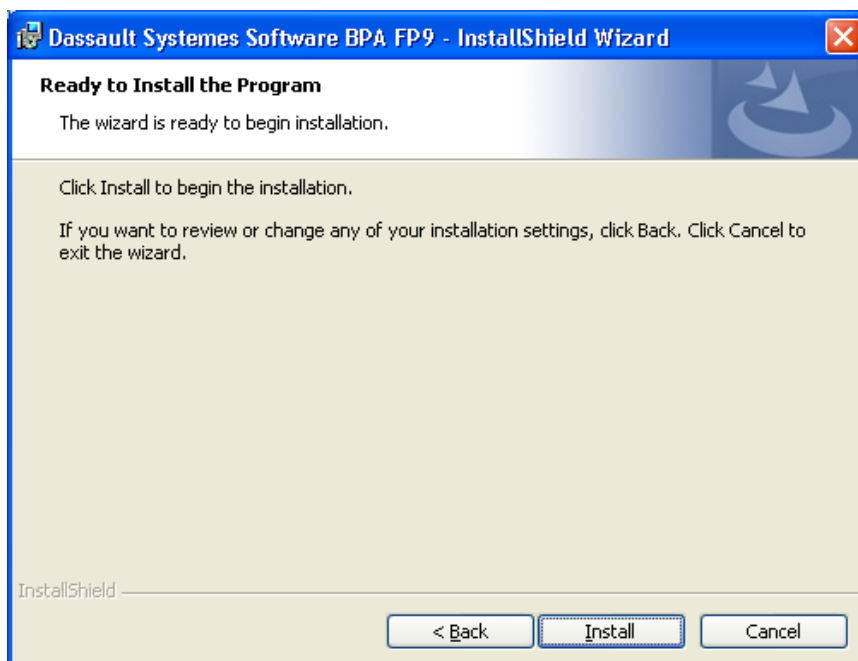 Dassault Systemes Software BPA FP9 - InstallShield Wizard
Ready to Install the Program
The wizard is ready to begin installation.
Click Install to begin the installation.
If you want to review or change any of your installation settings, click Back. Click Cancel to
exit the wizard.
InstallShield
< Back
Install
Cancel